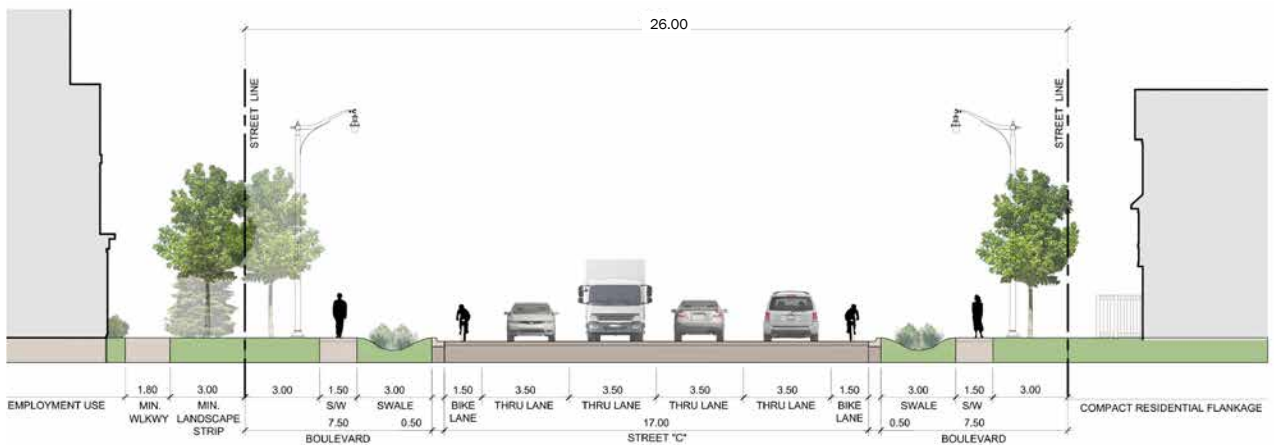 26.00
STREET LINE
STREET LINE
1.80 3.00 3.00 1.50 3.00 1.50 3.50 3.50 3.50 3.50 1.50 3.00 1.50 3.00
EMPLOYMENT USE MIN. MIN. S/W SWALE BIKE THRU LANE THRU LANE THRU LANE THRU LANE BIKE SWALE S/W COMPACT RESIDENTIAL FLANKAGE
WLKWY LANDSCAPE LANE LANE
STRIP 7.50 0.50 17.00 0.50 7.50
BOULEVARD STREET "C" BOULEVARD